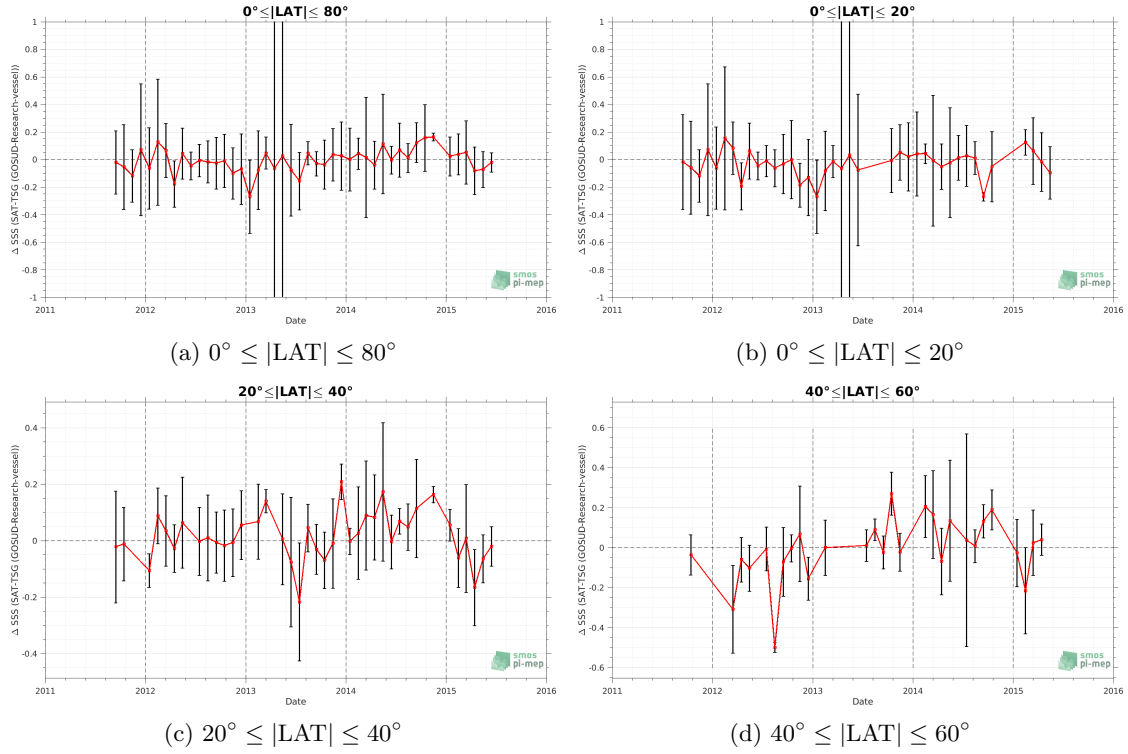 0°≤|LAT|≤ 80°
Δ SSS (SAT-TSG (GOSUD-Research-vessel))
1
0.8
0.6
0.4
0.2
0
-0.2
-0.4
-0.6
-0.8
-1
2011 2012 2013 2014 2015 2016
Date
smos
pi-mep
(a) 0° ≤ |LAT| ≤ 80°
0°≤|LAT|≤ 20°
Δ SSS (SAT-TSG (GOSUD-Research-vessel))
1
0.8
0.6
0.4
0.2
0
-0.2
-0.4
-0.6
-0.8
-1
2011 2012 2013 2014 2015 2016
Date
smos
pi-mep
(b) 0° ≤ |LAT| ≤ 20°
20°≤|LAT|≤ 40°
Δ SSS (SAT-TSG (GOSUD-Research-vessel))
0.4
0.2
0
-0.2
-0.4
2011 2012 2013 2014 2015 2016
Date
smos
pi-mep
(c) 20° ≤ |LAT| ≤ 40°
40°≤|LAT|≤ 60°
Δ SSS (SAT-TSG (GOSUD-Research-vessel))
0.6
0.4
0.2
0
-0.2
-0.4
-0.6
2011 2012 2013 2014 2015 2016
Date
smos
pi-mep
(d) 40° ≤ |LAT| ≤ 60°